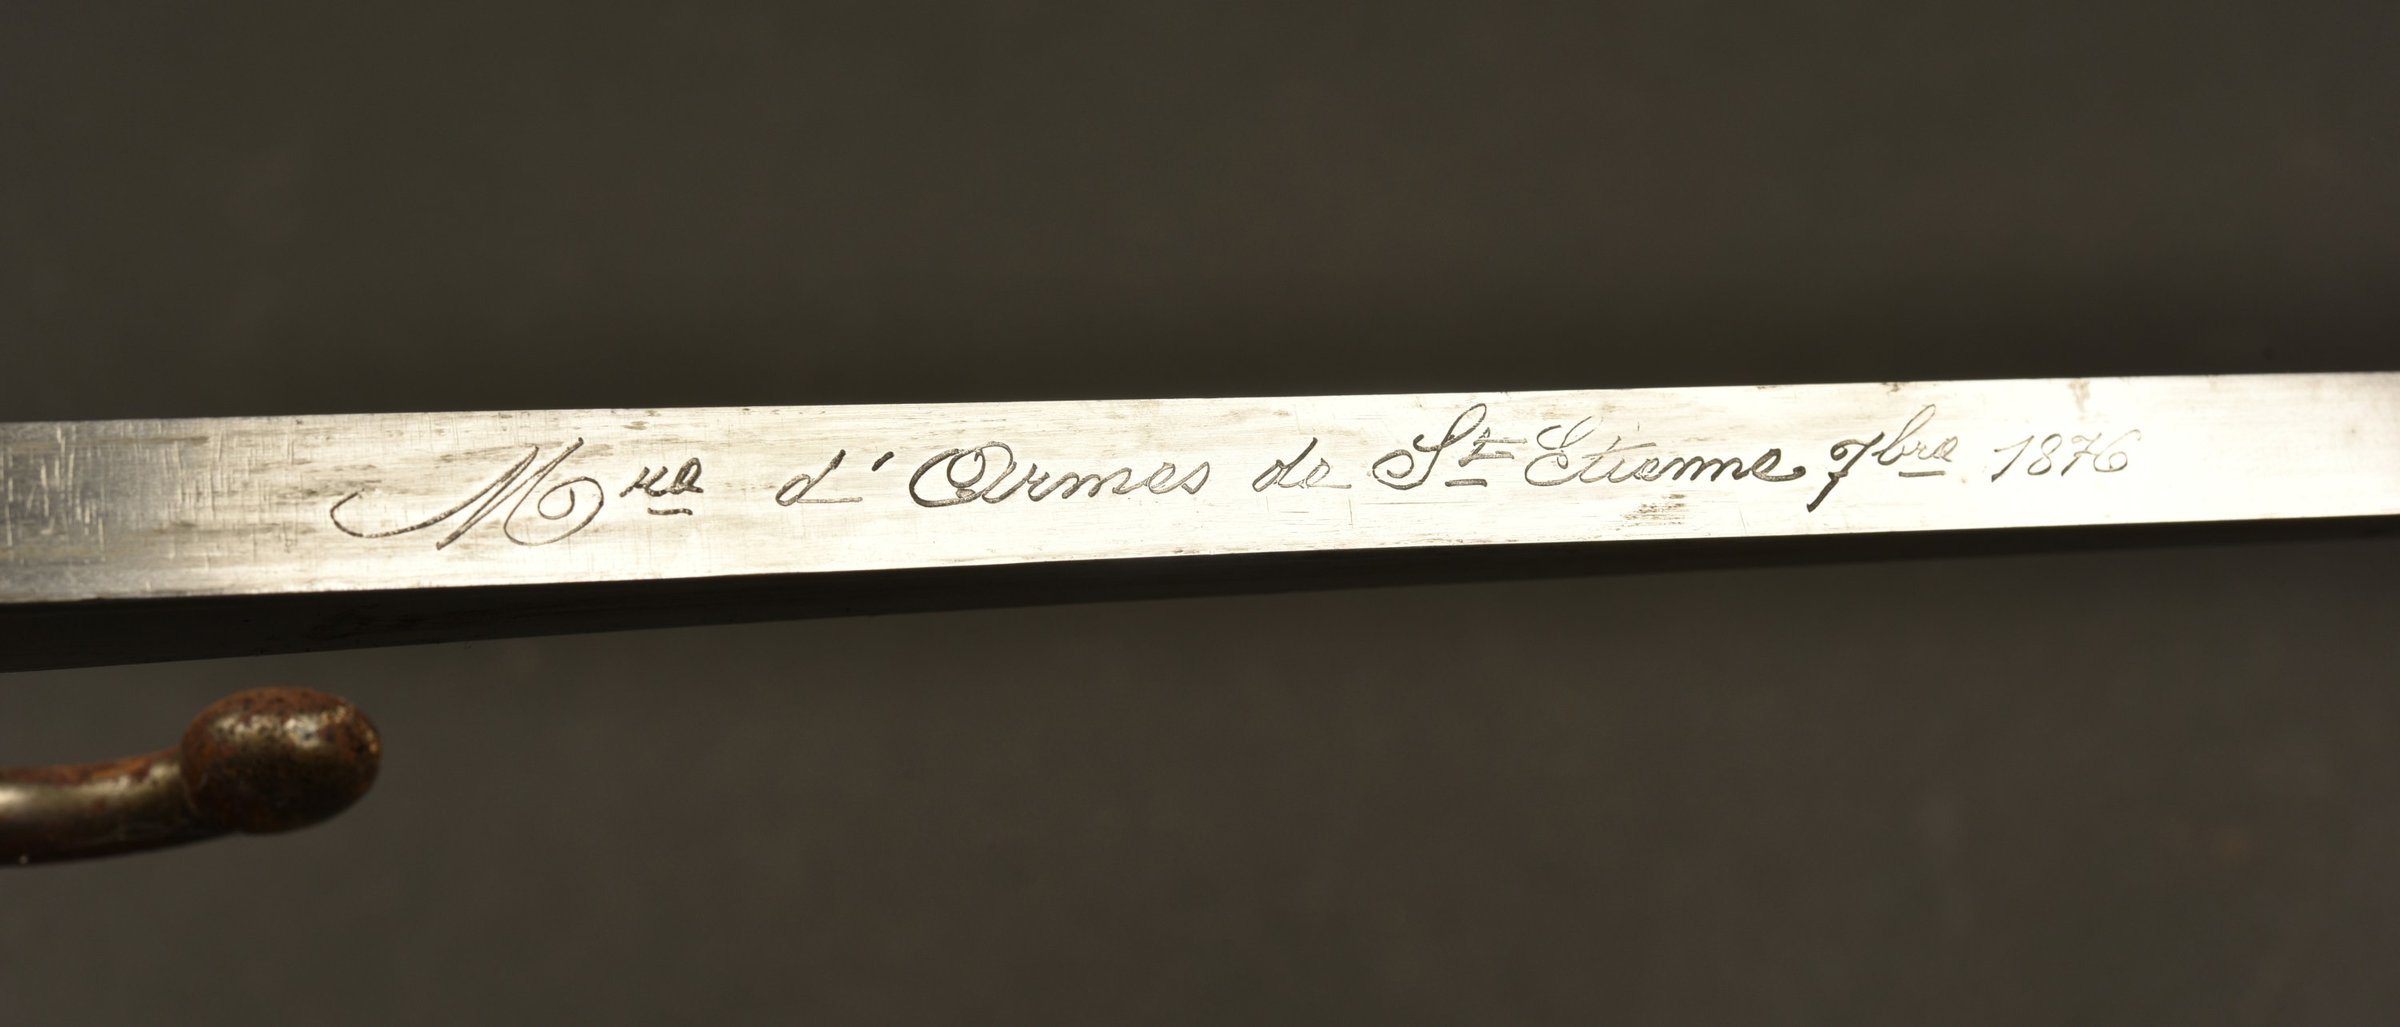 Mre d'Armes de St Etienne 7bre 1876